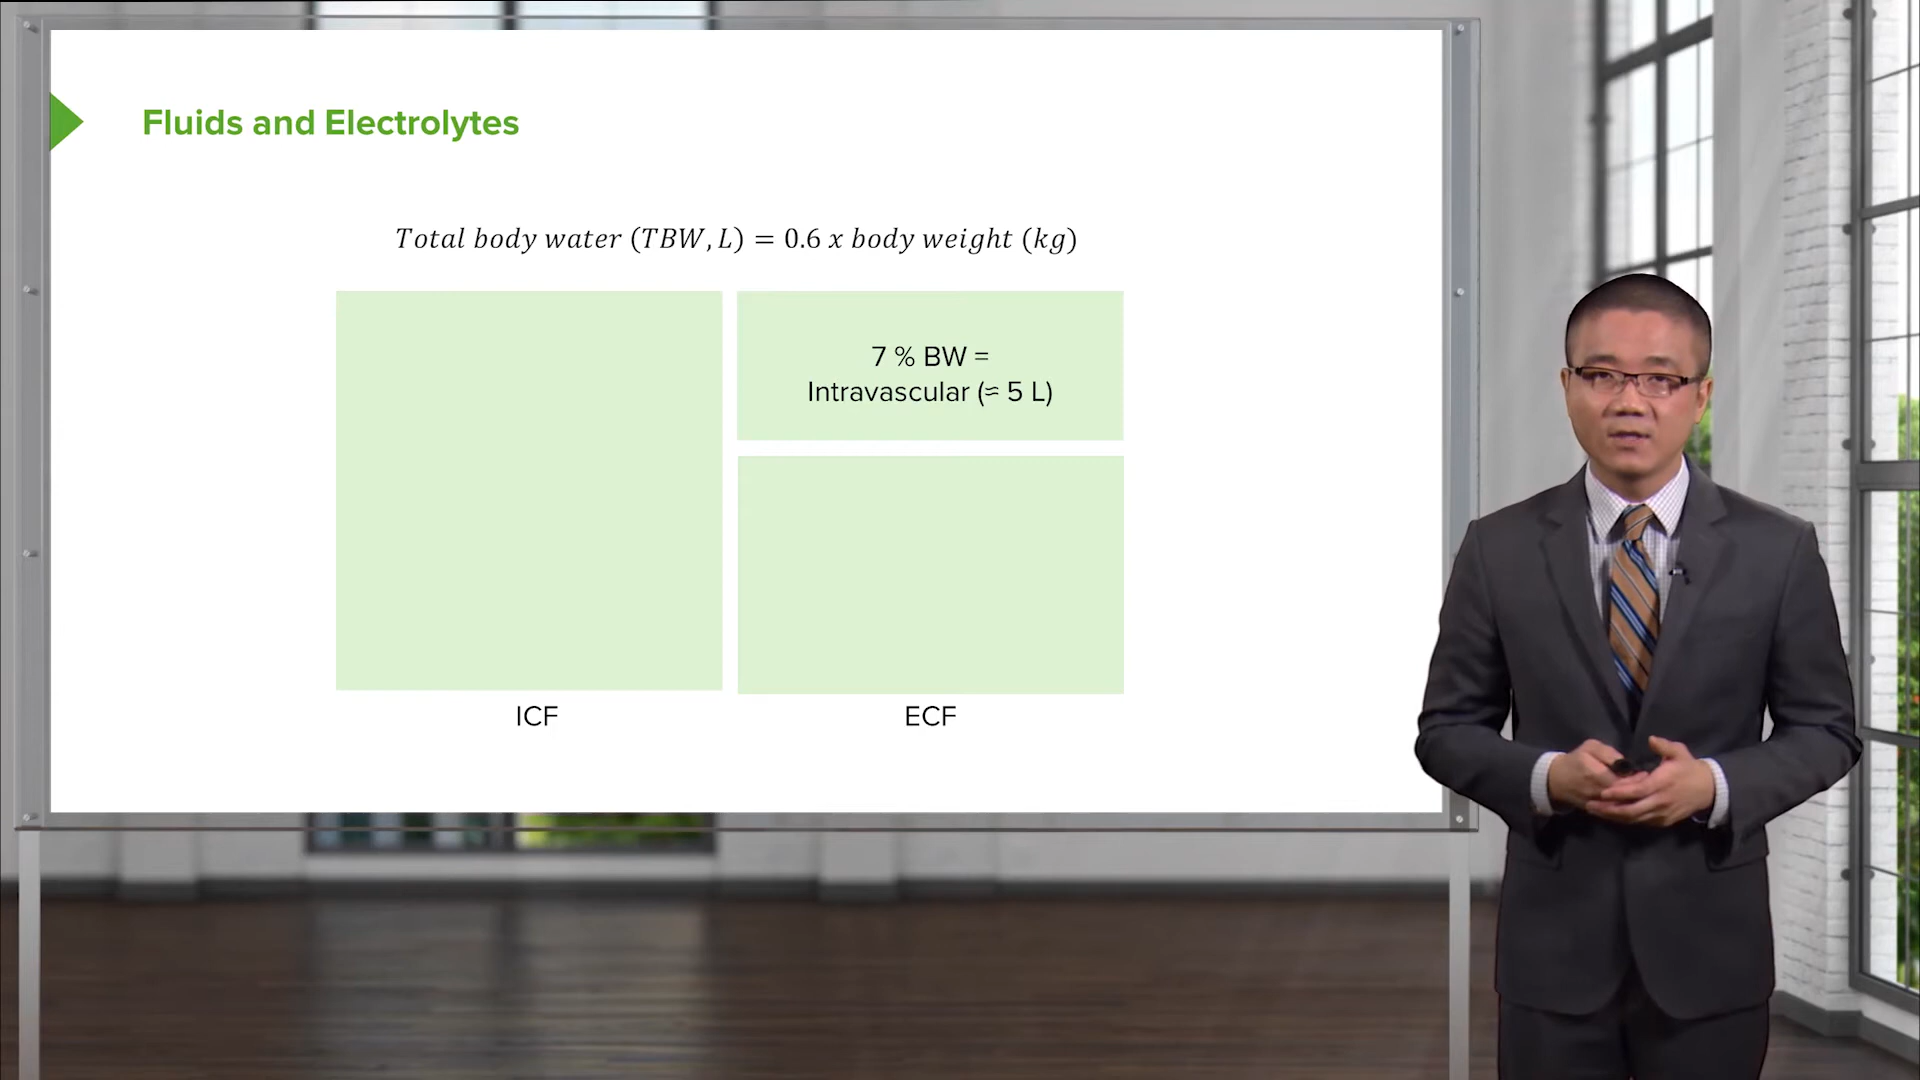 Fluids and Electrolytes
Total body water (TBW, L) = 0.6 x body weight (kg)
7 % BW =
Intravascular (≂ 5 L)
ICF
ECF